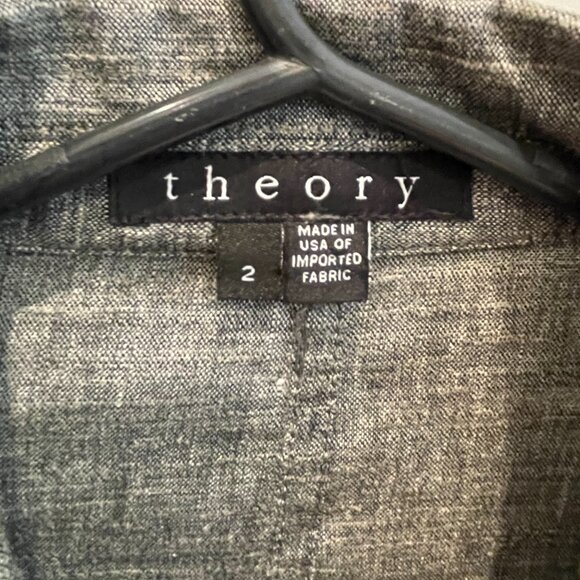 theory
2
MADE IN
USA OF
IMPORTED
FABRIC